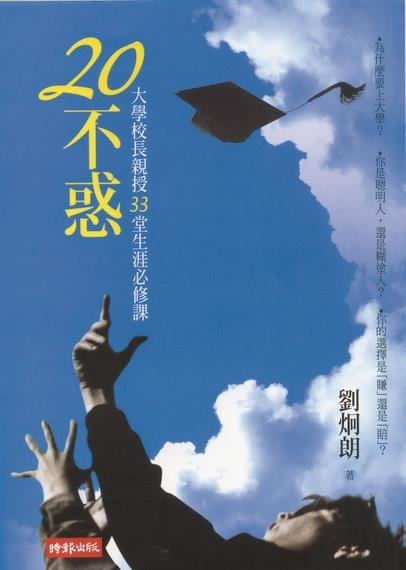 20
不惑
大學校長親授33堂生涯必修課
•為什麼要上大學？
•你是聰明人，還是糊塗人？
•你的選擇是「賺」還是「賠」？
劉炯朗
著
時報出版